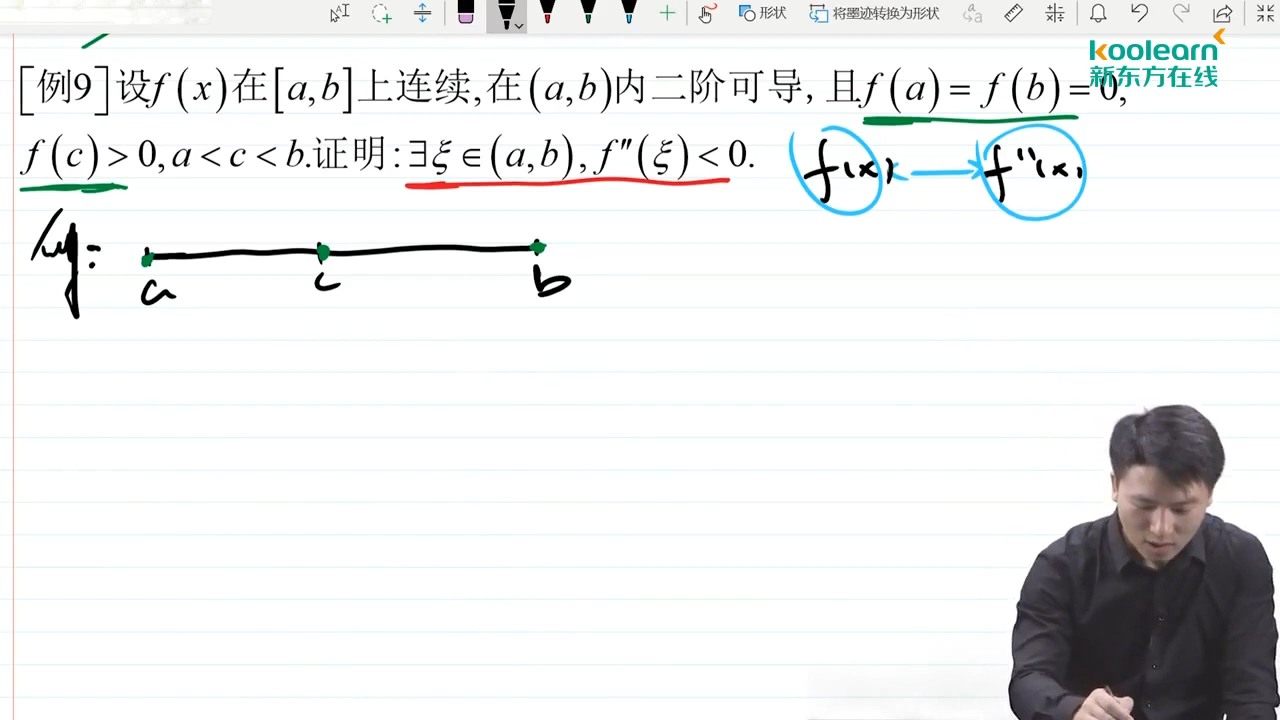 形状
将墨迹转换为形状
koolearn
新东方在线
[例9]设f(x)在[a,b]上连续,在(a,b)内二阶可导,且f(a)=f(b)=0,
f(c)>0,a<c<b.证明:∃ξ∈(a,b),f″(ξ)<0.
f(x) f″(x)
a c b